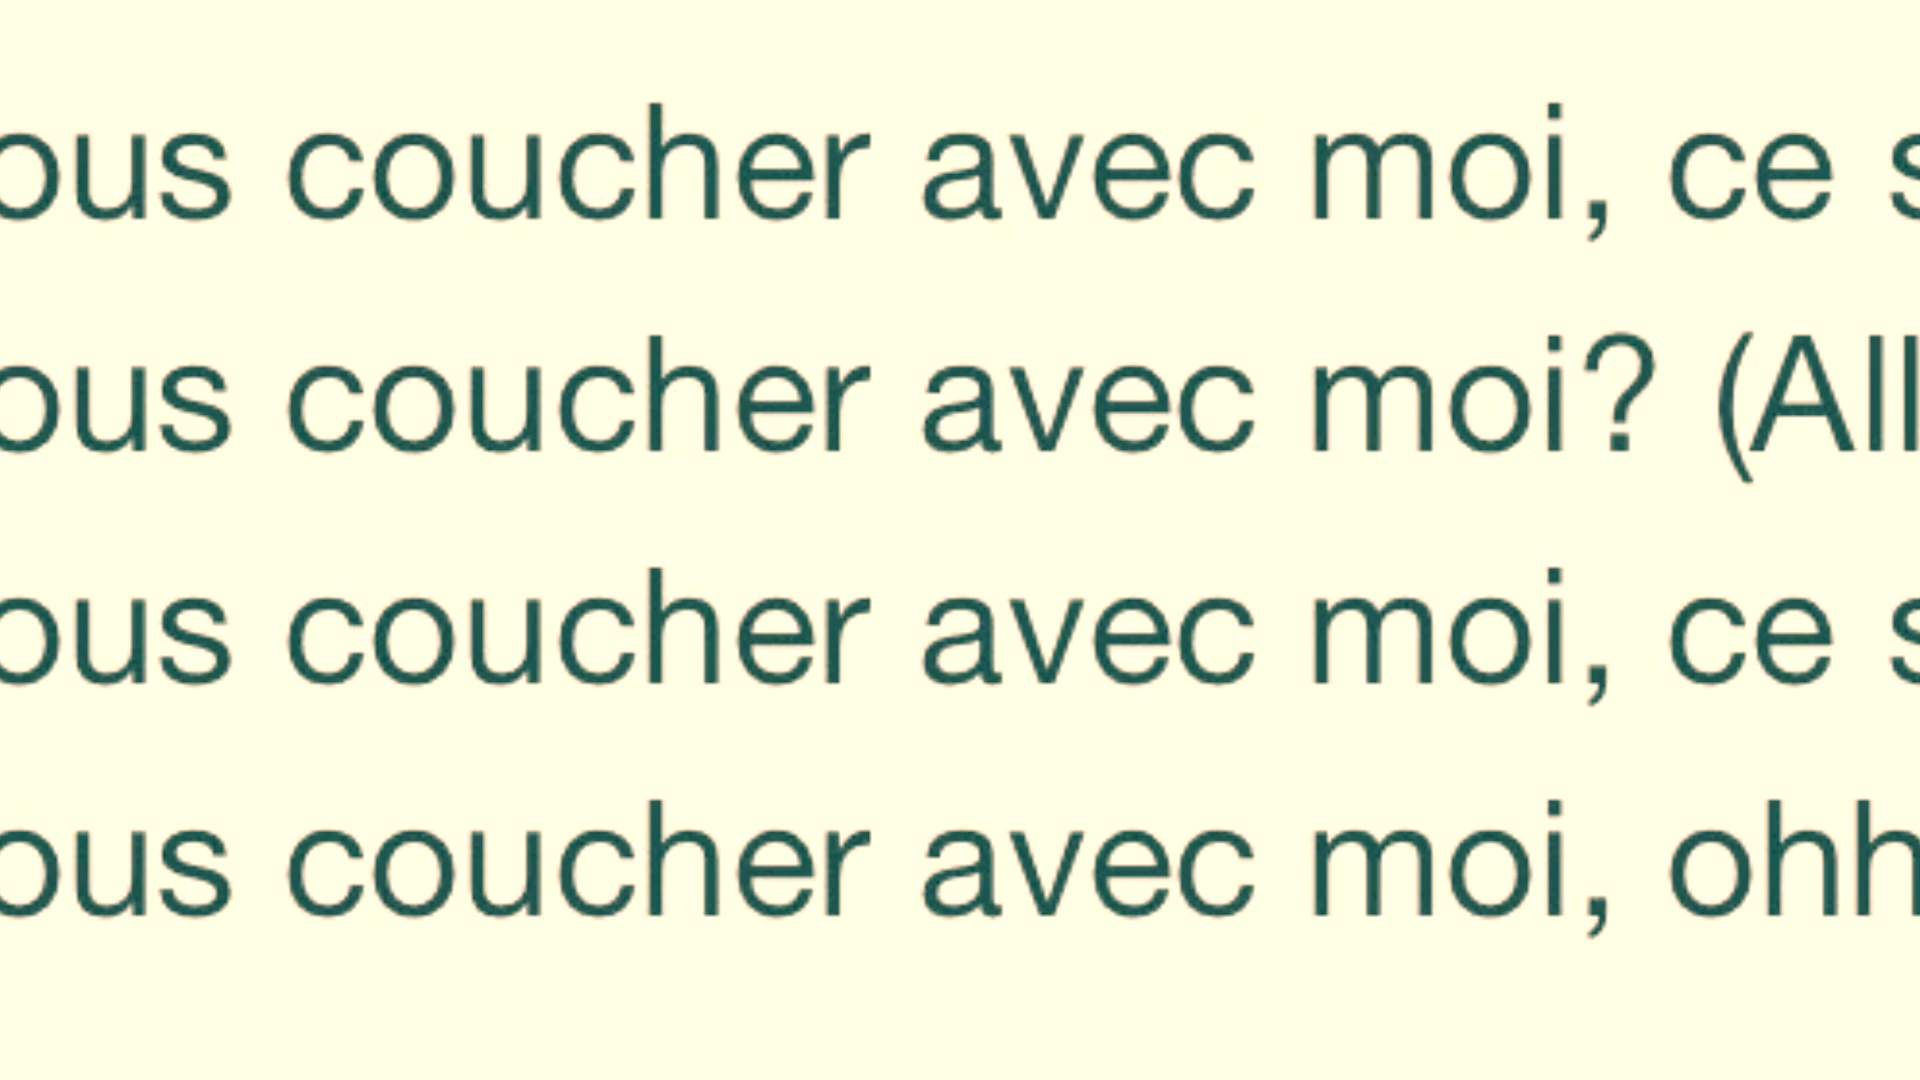 ous coucher avec moi, ce s
ous coucher avec moi? (All
ous coucher avec moi, ce s
ous coucher avec moi, ohh